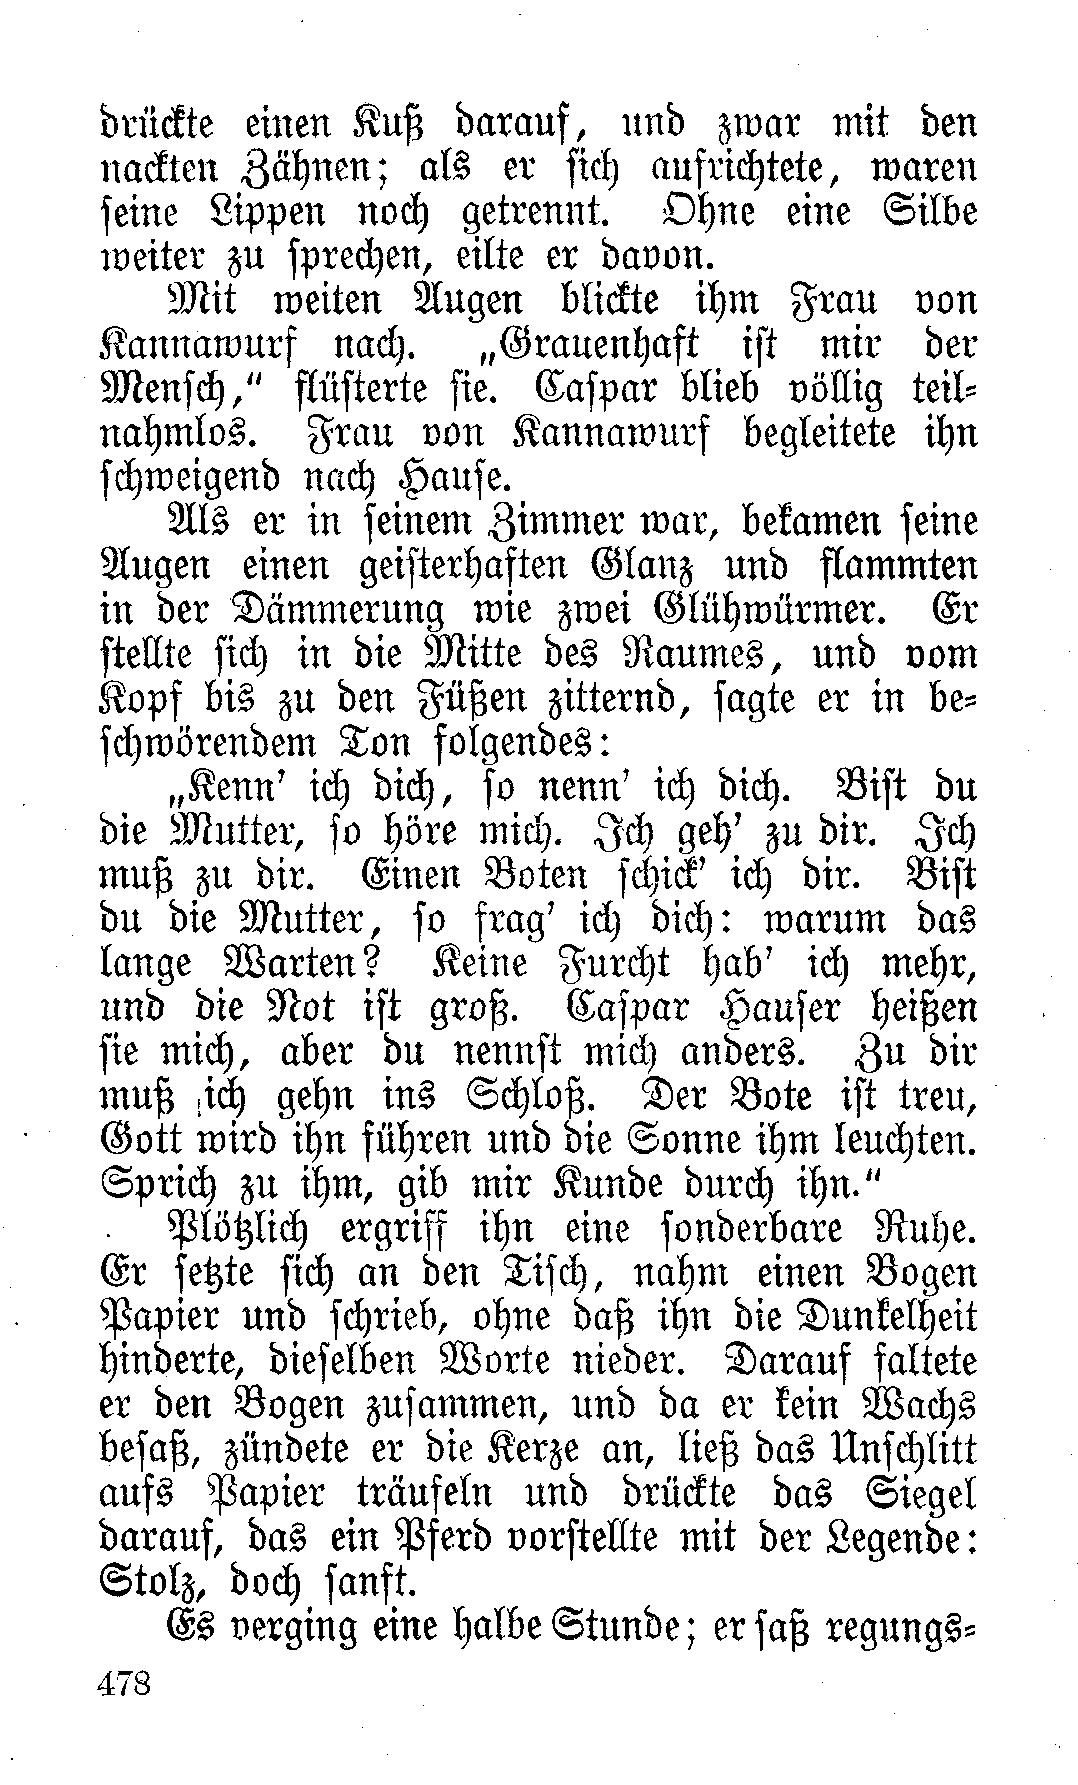 drückte einen Kuß darauf, und zwar mit den
nackten Zähnen; als er sich aufrichtete, waren
seine Lippen noch getrennt. Ohne eine Silbe
weiter zu sprechen, eilte er davon.
Mit weiten Augen blickte ihm Frau von
Kannawurf nach. „Grauenhaft ist mir der
Mensch,“ flüsterte sie. Caspar blieb völlig teil-
nahmlos. Frau von Kannawurf begleitete ihn
schweigend nach Hause.
Als er in seinem Zimmer war, bekamen seine
Augen einen geisterhaften Glanz und flammten
in der Dämmerung wie zwei Glühwürmer. Er
stellte sich in die Mitte des Raumes, und vom
Kopf bis zu den Füßen zitternd, sagte er in be-
schwörendem Ton folgendes:
„Kenn' ich dich, so nenn' ich dich. Bist du
die Mutter, so höre mich. Ich geh' zu dir. Ich
muß zu dir. Einen Boten schick' ich dir. Bist
du die Mutter, so frag' ich dich: warum das
lange Warten? Keine Furcht hab' ich mehr,
und die Not ist groß. Caspar Hauser heißen
sie mich, aber du nennst mich anders. Zu dir
muß ich gehn ins Schloß. Der Bote ist treu,
Gott wird ihn führen und die Sonne ihm leuchten.
Sprich zu ihm, gib mir Kunde durch ihn.“
Plötzlich ergriff ihn eine sonderbare Ruhe.
Er setzte sich an den Tisch, nahm einen Bogen
Papier und schrieb, ohne daß ihn die Dunkelheit
hinderte, dieselben Worte nieder. Darauf faltete
er den Bogen zusammen, und da er kein Wachs
besaß, zündete er die Kerze an, ließ das Unschlitt
aufs Papier träufeln und drückte das Siegel
darauf, das ein Pferd vorstellte mit der Legende:
Stolz, doch sanft.
Es verging eine halbe Stunde; er saß regungs-
478